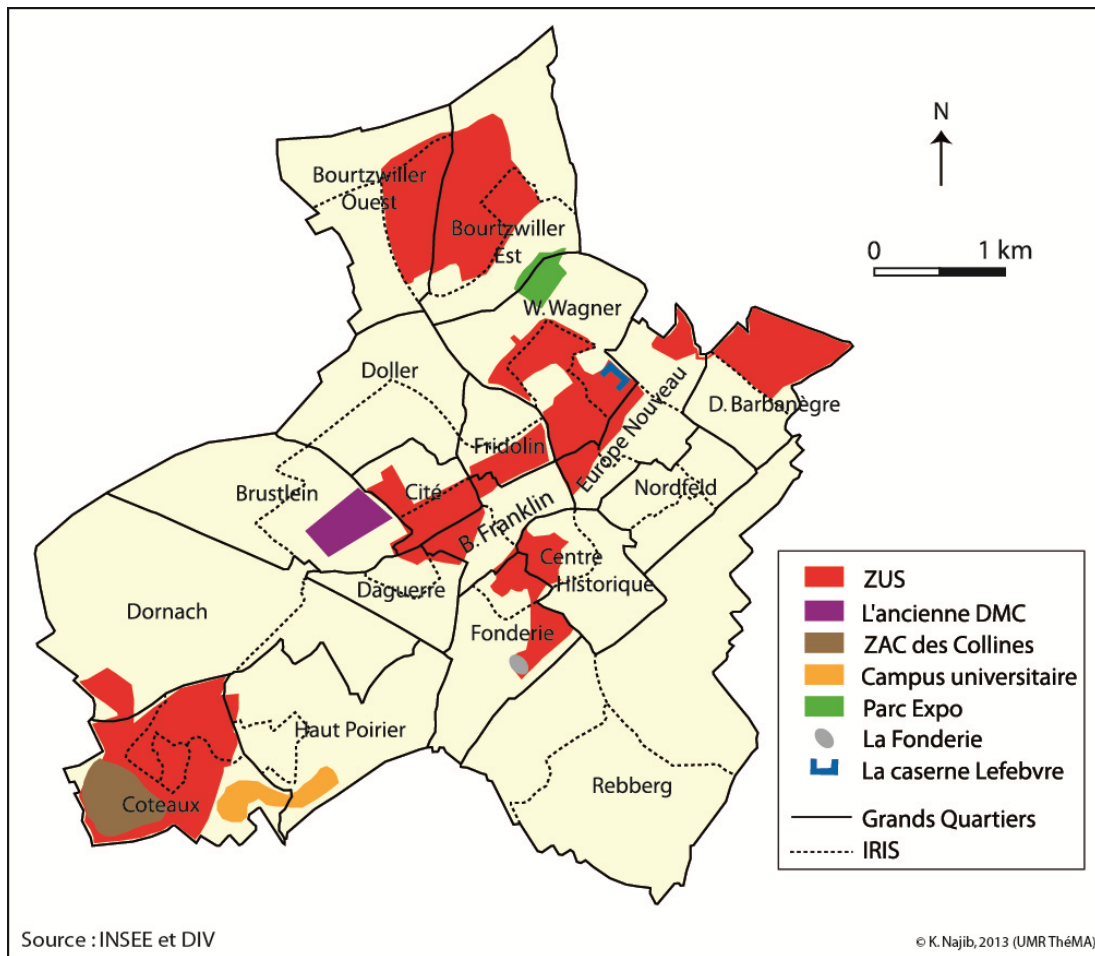 N
0 1 km
Bourtzwiller
Ouest
Bourtzwiller
Est
W. Wagner
Doller
D. Barbanègre
Fridolin
Europe Nouveau
Brustlein
Cité
Nordfeld
B. Franklin
Centre
Historique
Daguerre
Dornach
Fonderie
Haut Poirier
Rebberg
Coteaux
ZUS
L'ancienne DMC
ZAC des Collines
Campus universitaire
Parc Expo
La Fonderie
La caserne Lefebvre
Grands Quartiers
IRIS
Source : INSEE et DIV
© K. Najib, 2013 (UMR ThéMA)